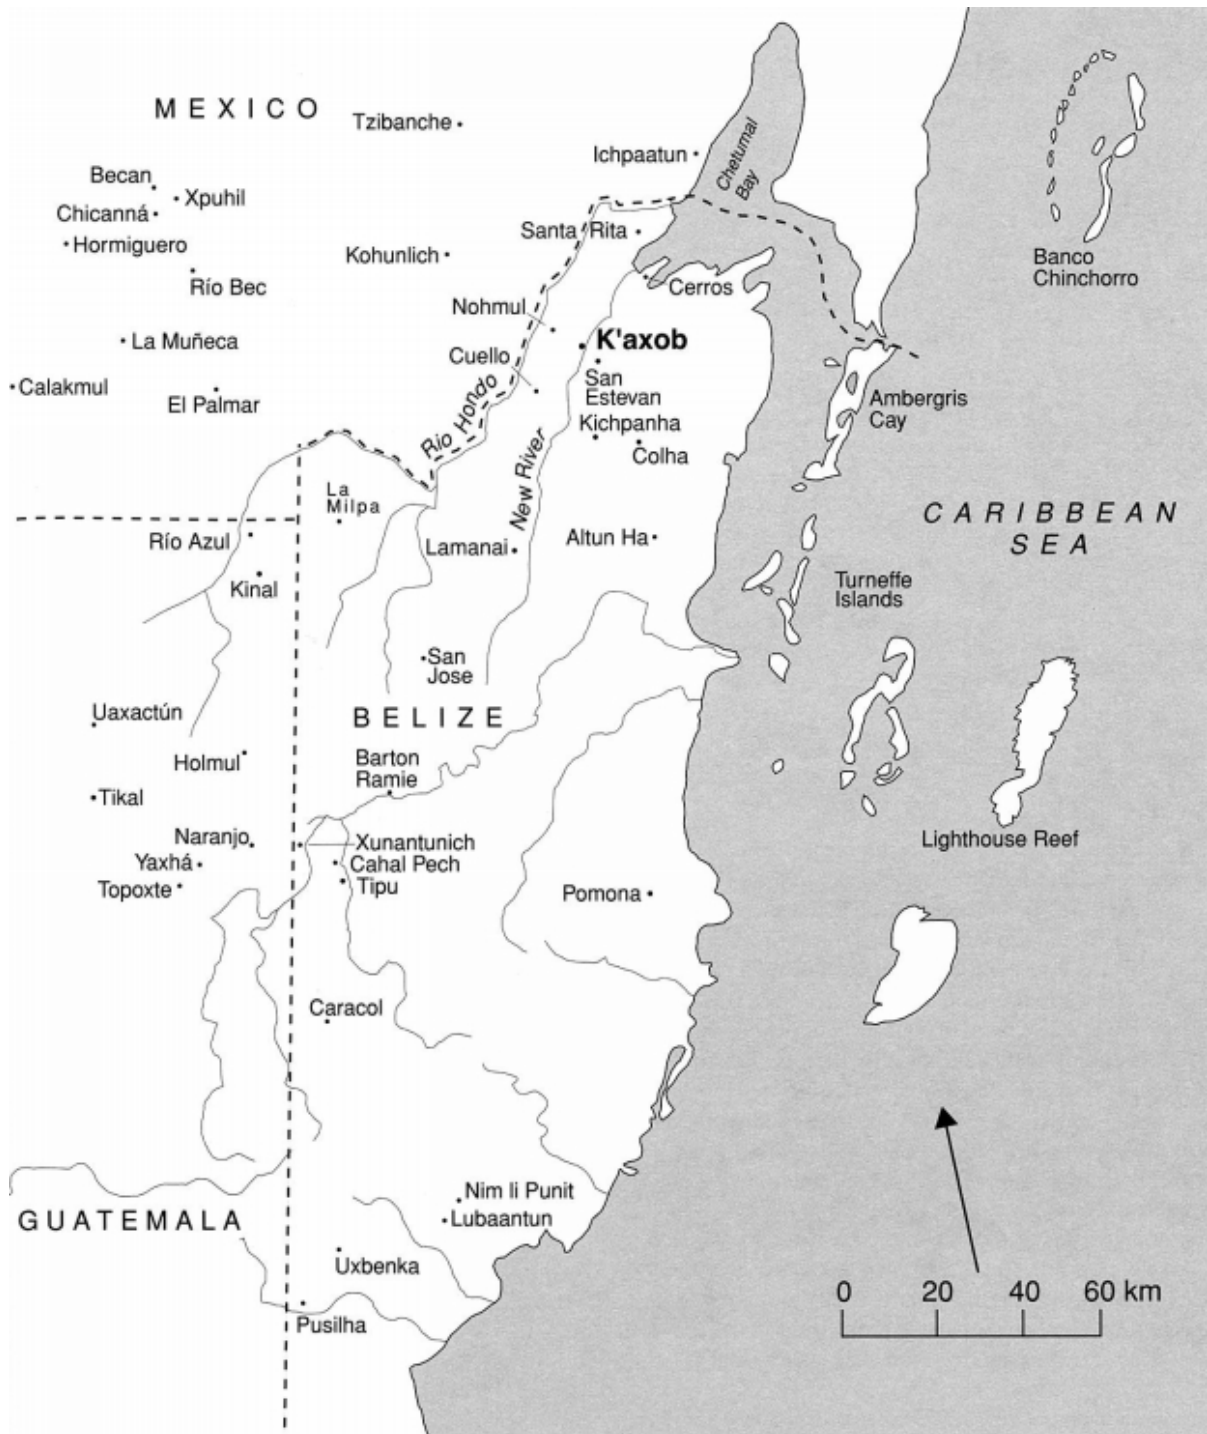 MEXICO
Tzibanche
Ichpaatun
Chetumal
Bay
Becan
Xpuhil
Chicanná
Hormiguero
Santa Rita
Kohunlich
Banco
Chinchorro
Río Bec
Cerros
Nohmul
La Muñeca
K'axob
Cuello
San
Estevan
Calakmul
El Palmar
Ambergris
Cay
Río Hondo
Kichpanha
Colha
New River
La
Milpa
CARIBBEAN
SEA
Río Azul
Lamanai
Altun Ha
Kinal
Turneffe
Islands
San
Jose
Uaxactún
BELIZE
Holmul
Barton
Ramie
Tikal
Naranjo
Xunantunich
Lighthouse Reef
Yaxhá
Cahal Pech
Topoxte
Tipu
Pomona
Caracol
Nim li Punit
GUATEMALA
Lubaantun
Uxbenka
0 20 40 60 km
Pusilha